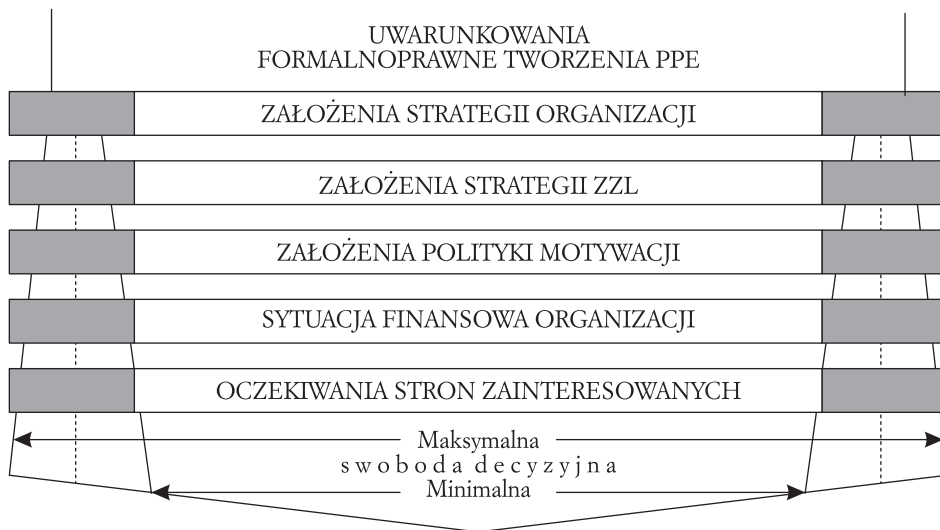 UWARUNKOWANIA
FORMALNOPRAWNE TWORZENIA PPE
ZAŁOŻENIA STRATEGII ORGANIZACJI
ZAŁOŻENIA STRATEGII ZZL
ZAŁOŻENIA POLITYKI MOTYWACJI
SYTUACJA FINANSOWA ORGANIZACJI
OCZEKIWANIA STRON ZAINTERESOWANYCH
Maksymalna
swoboda decyzyjna
Minimalna